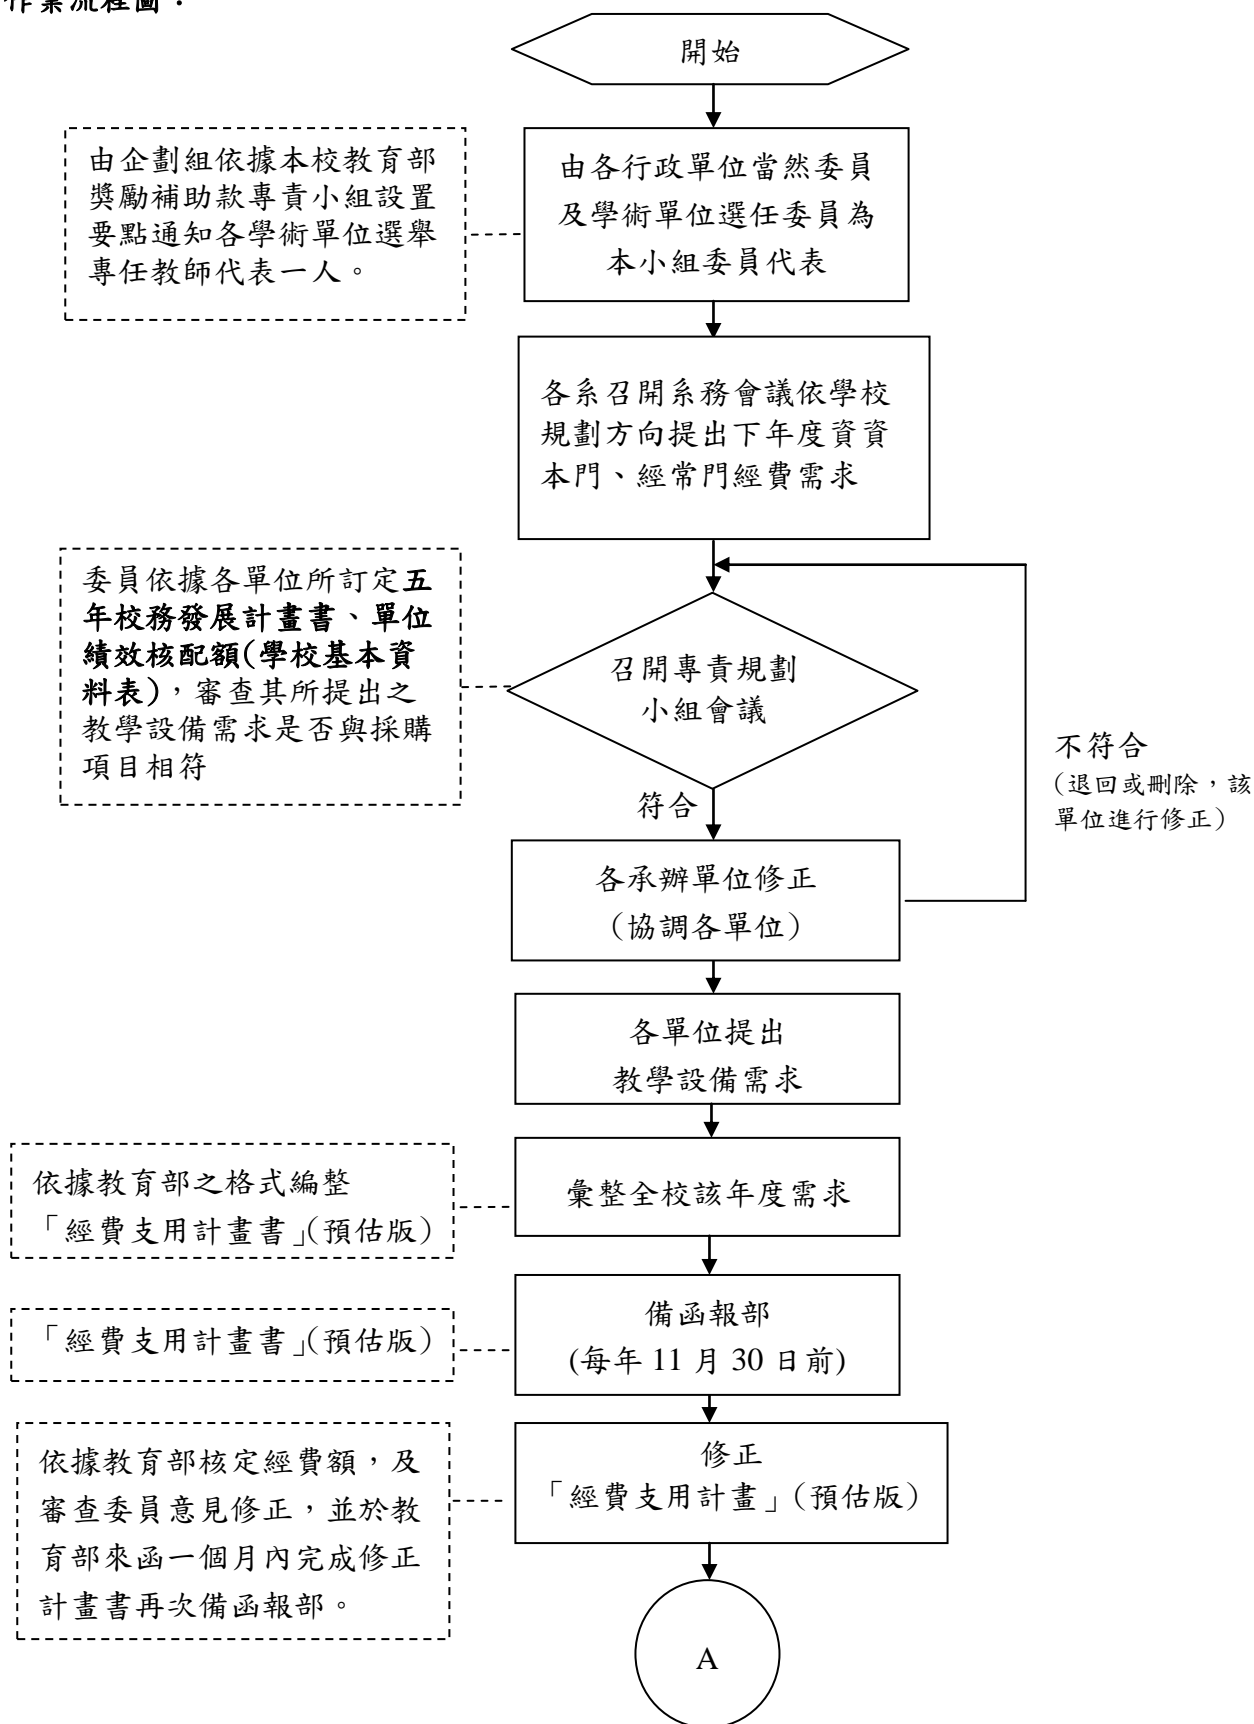 作業流程圖：
開始
由企劃組依據本校教育部
獎勵補助款專責小組設置
要點通知各學術單位選舉
專任教師代表一人。
由各行政單位當然委員
及學術單位選任委員為
本小組委員代表
各系召開系務會議依學校
規劃方向提出下年度資資
本門、經常門經費需求
委員依據各單位所訂定五
年校務發展計畫書、單位
績效核配額(學校基本資
料表)，審查其所提出之
教學設備需求是否與採購
項目相符
召開專責規劃
小組會議
不符合
（退回或刪除，該
單位進行修正）
符合
各承辦單位修正
（協調各單位）
各單位提出
教學設備需求
依據教育部之格式編整
「經費支用計畫書」（預估版）
彙整全校該年度需求
「經費支用計畫書」（預估版）
備函報部
(每年 11 月 30 日前)
依據教育部核定經費額，及
審查委員意見修正，並於教
育部來函一個月內完成修正
計畫書再次備函報部。
修正
「經費支用計畫」（預估版）
A